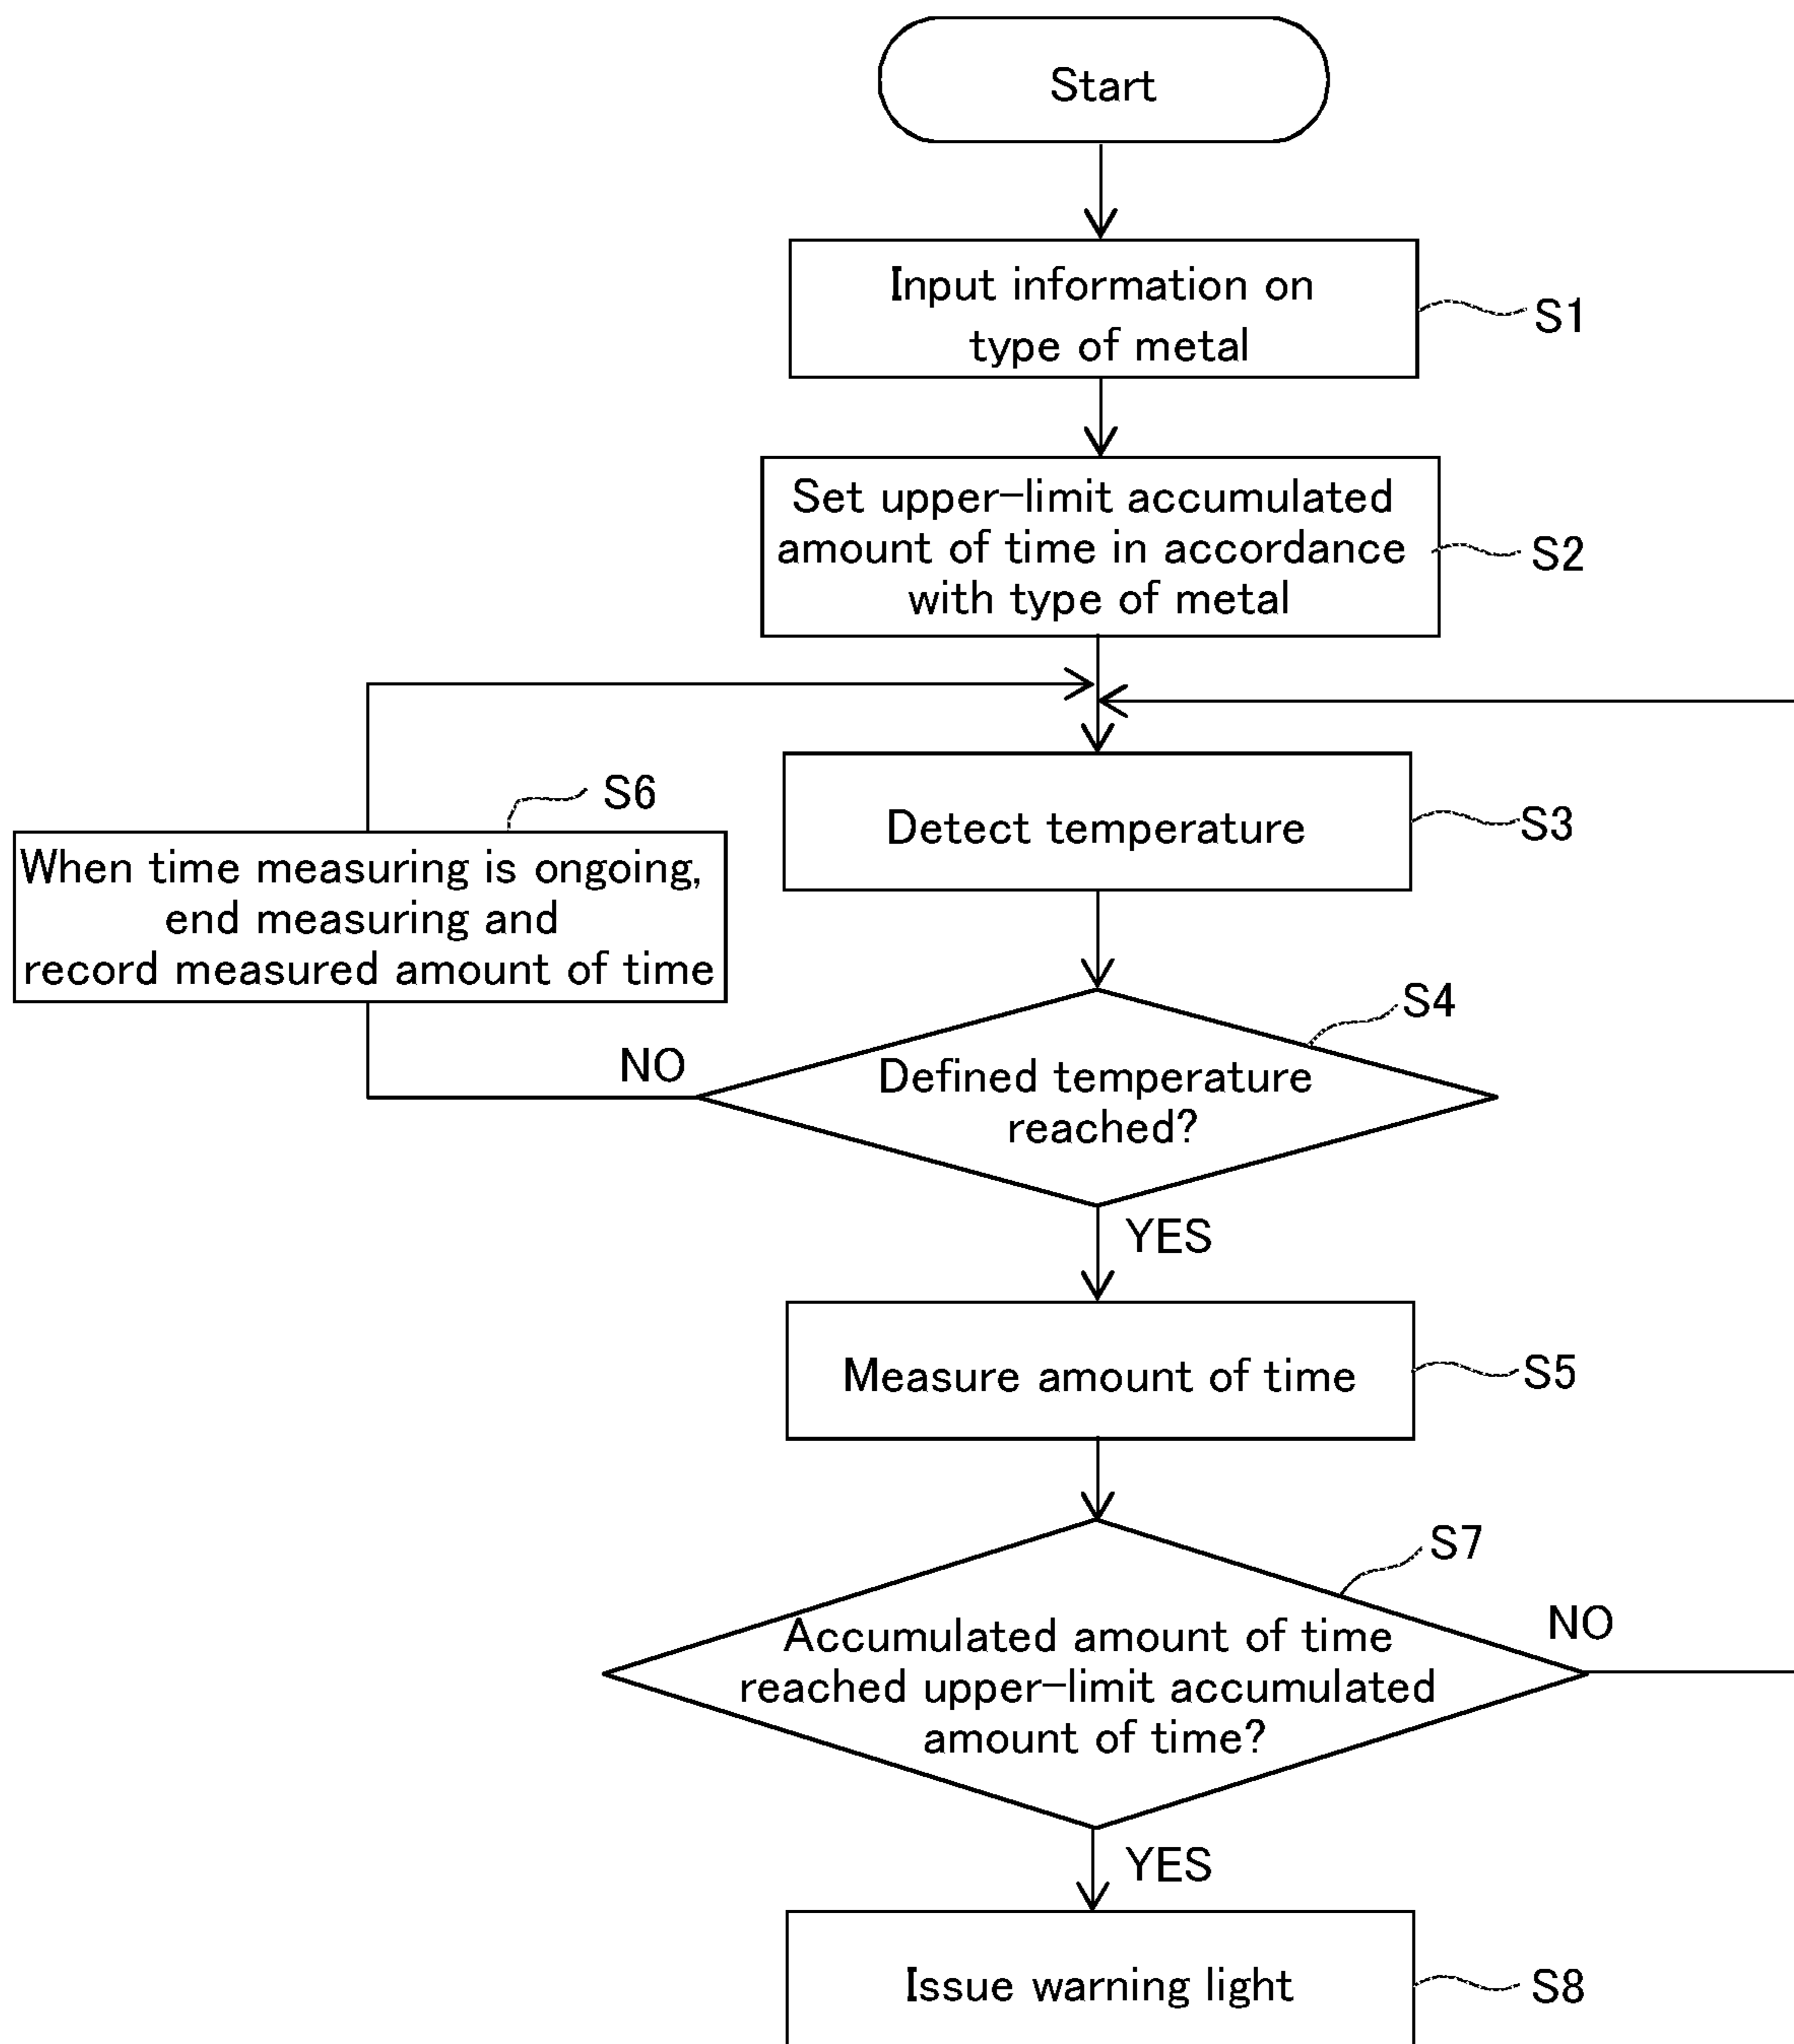 Start
Input information on
type of metal
S1
Set upper-limit accumulated
amount of time in accordance
with type of metal
S2
Detect temperature
S3
S6
When time measuring is ongoing,
end measuring and
record measured amount of time
S4
Defined temperature
reached?
NO
YES
Measure amount of time
S5
S7
Accumulated amount of time
reached upper-limit accumulated
amount of time?
NO
YES
Issue warning light
S8